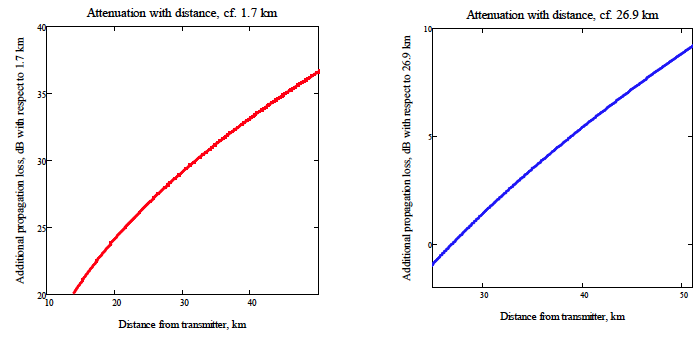 Attenuation with distance, cf. 1.7 km
Additional propagation loss, dB with respect to 1.7 km
40
35
30
25
20
10
20
30
40
Distance from transmitter, km
Attenuation with distance, cf. 26.9 km
Additional propagation loss, dB with respect to 26.9 km
10
5
0
30
40
50
Distance from transmitter, km